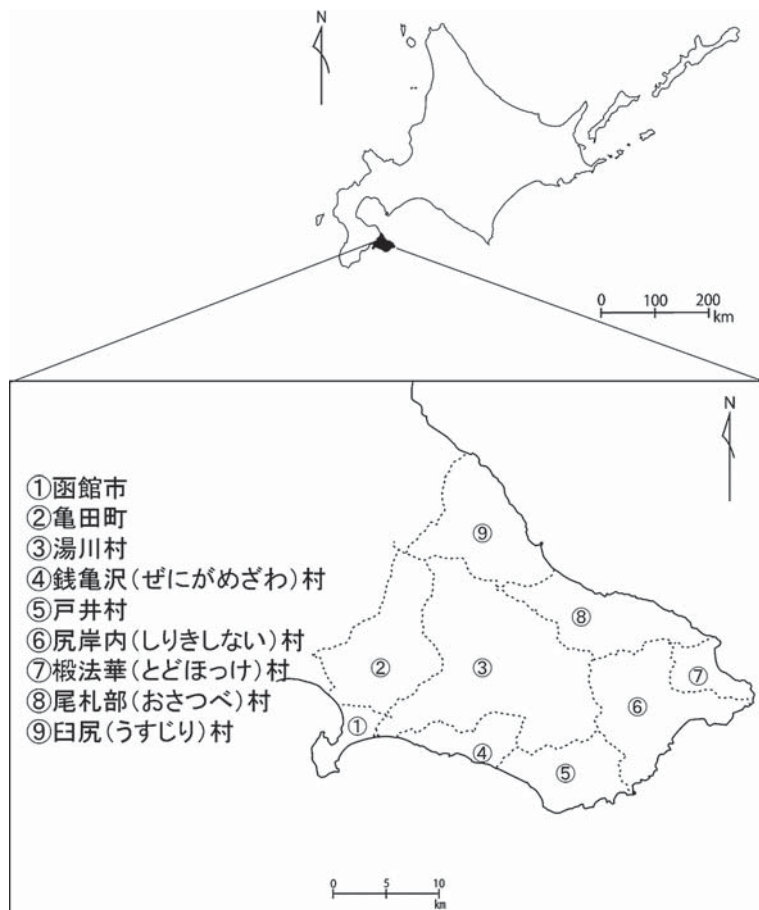 N
0 100 200
km
N
①函館市
②亀田町
③湯川村
④銭亀沢(ぜにがめざわ)村
⑤戸井村
⑥尻岸内(しりきしない)村
⑦椴法華(とどほっけ)村
⑧尾札部(おさつべ)村
⑨臼尻(うすじり)村
⑨
⑧
②
③
⑦
⑥
①
④
⑤
0 5 10
km